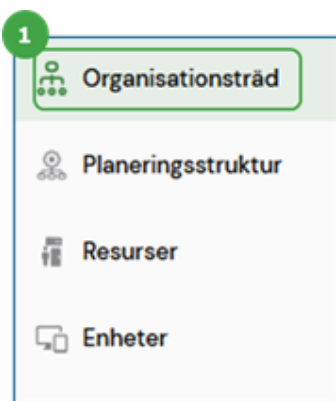 1
Organisationsträd
Planeringsstruktur
Resurser
Enheter